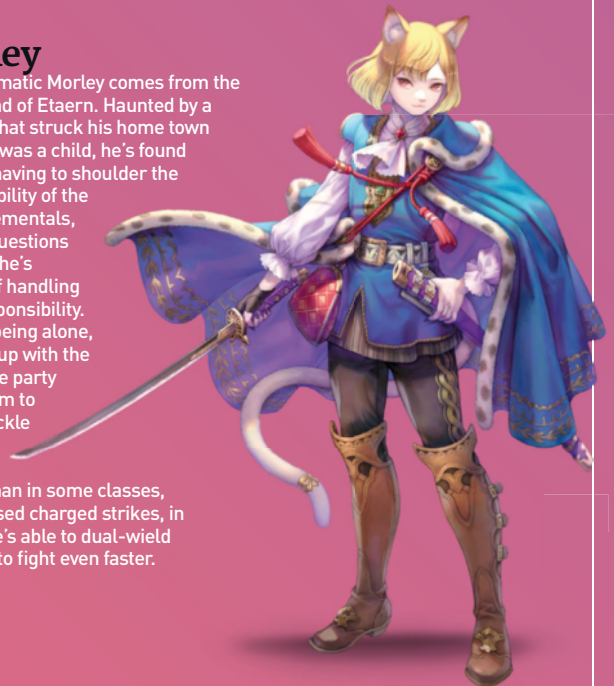 ley
matic Morley comes from the
nd of Etaern. Haunted by a
hat struck his home town
was a child, he's found
having to shoulder the
bility of the
ementals,
uestions
he's
f handling
ponsibility.
being alone,
up with the
e party
m to
ckle
nan in some classes,
sed charged strikes, in
e's able to dual-wield
to fight even faster.